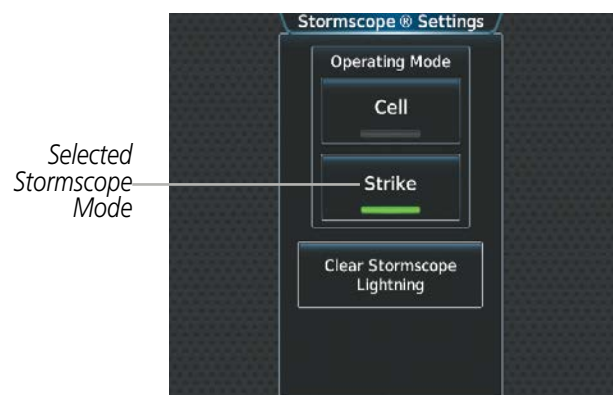 Stormscope ® Settings
Operating Mode
Cell
Selected
Stormscope
Mode
Strike
Clear Stormscope
Lightning